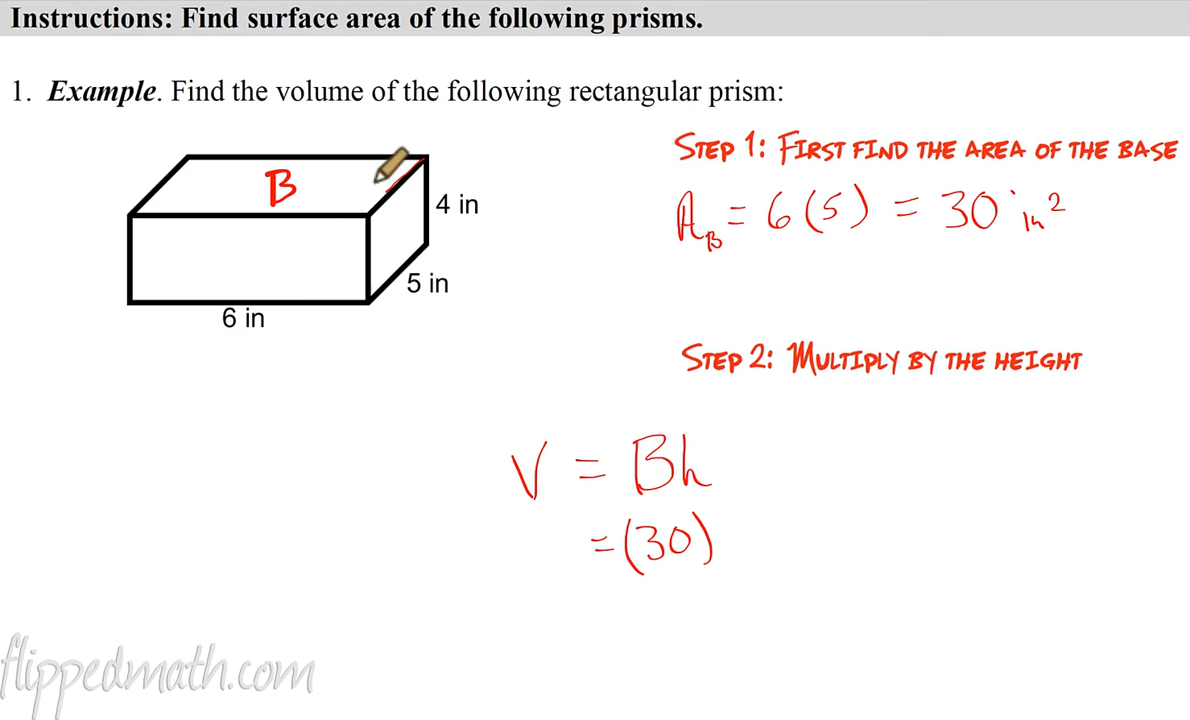 Instructions: Find surface area of the following prisms.
1. Example. Find the volume of the following rectangular prism:
STEP 1: FIRST FIND THE AREA OF THE BASE
B
4 in
A_B = 6(5) = 30 in²
5 in
6 in
STEP 2: MULTIPLY BY THE HEIGHT
V = Bh
= (30)
flippedmath.com